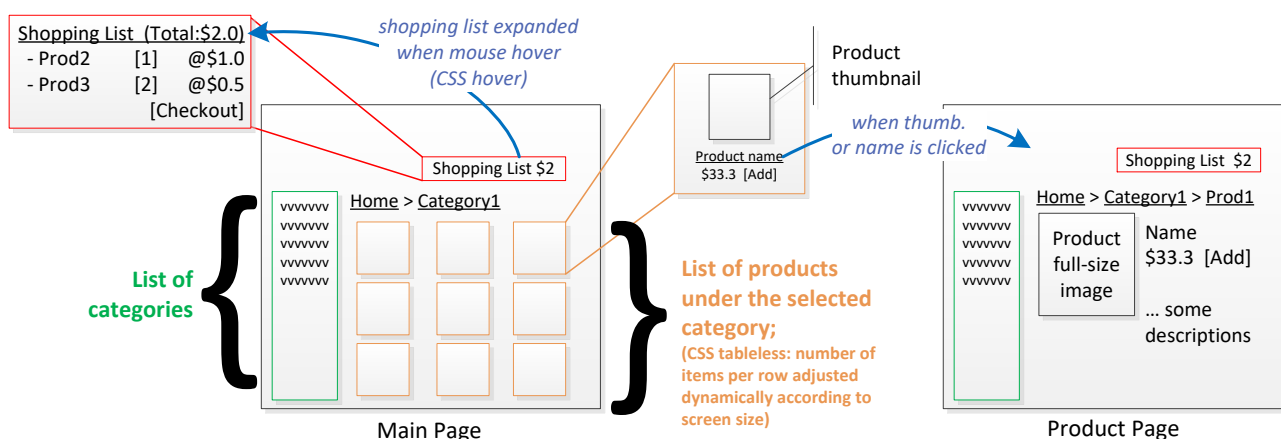 Shopping List (Total:$2.0)
- Prod2 [1] @$1.0
- Prod3 [2] @$0.5
[Checkout]
shopping list expanded
when mouse hover
(CSS hover)
Product
thumbnail
Product name
$33.3 [Add]
when thumb.
or name is clicked
Shopping List $2
Home > Category1
vvvvvv
vvvvvv
vvvvvv
vvvvvv
vvvvvv
List of
categories
List of products
under the selected
category;
(CSS tableless: number of
items per row adjusted
dynamically according to
screen size)
Main Page
Shopping List $2
Home > Category1 > Prod1
vvvvvv
vvvvvv
vvvvvv
vvvvvv
vvvvvv
Product
full-size
image
Name
$33.3 [Add]
... some
descriptions
Product Page